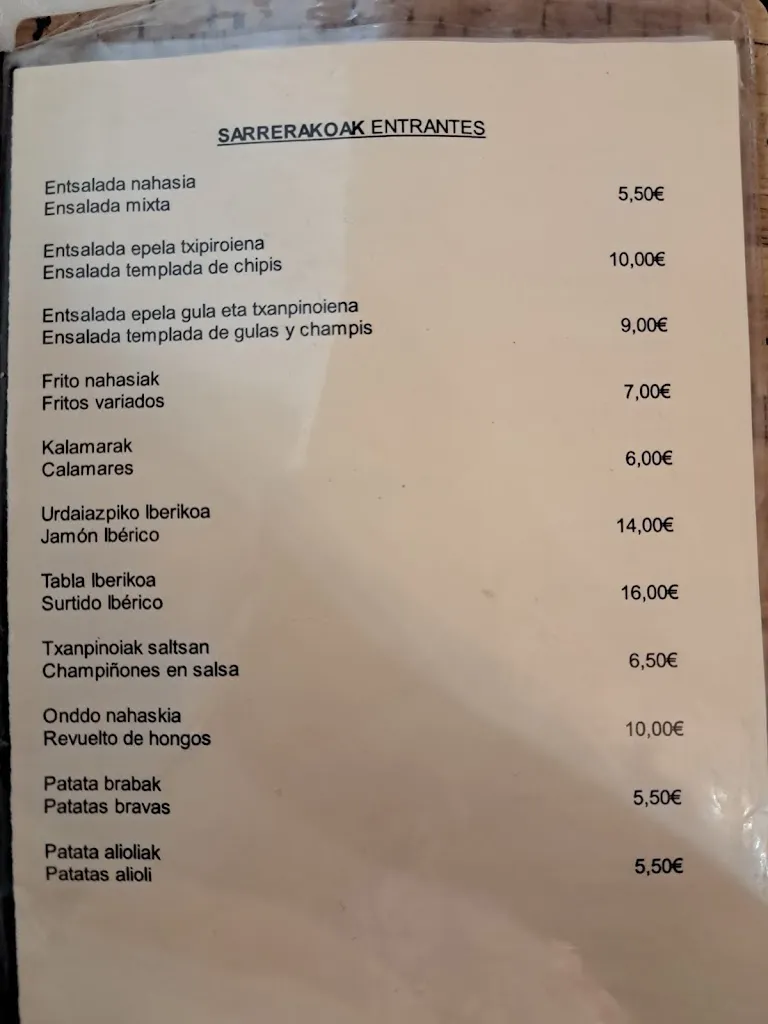 SARRERAKOAK ENTRANTES
Entsalada nahasia
Ensalada mixta
5,50€
Entsalada epela txipiroiena
Ensalada templada de chipis
10,00€
Entsalada epela gula eta txanpinoiena
Ensalada templada de gulas y champis
9,00€
Frito nahasiak
Fritos variados
7,00€
Kalamarak
Calamares
6,00€
Urdaiazpiko Iberikoa
Jamón Ibérico
14,00€
Tabla Iberikoa
Surtido Ibérico
16,00€
Txanpinoiak saltsan
Champiñones en salsa
6,50€
Onddo nahaskia
Revuelto de hongos
10,00€
Patata brabak
Patatas bravas
5,50€
Patata alioliak
Patatas alioli
5,50€